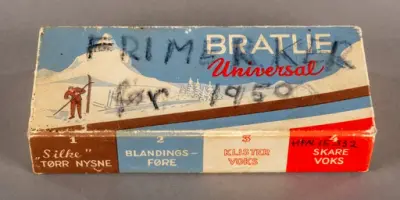 BRATLIE
FRIMERKER
Universal
før 1950
1
"Silke"
TØRR NYSNE
2
BLANDINGS-
FØRE
3
KLISTER
VOKS
4
SKARE
VOKS